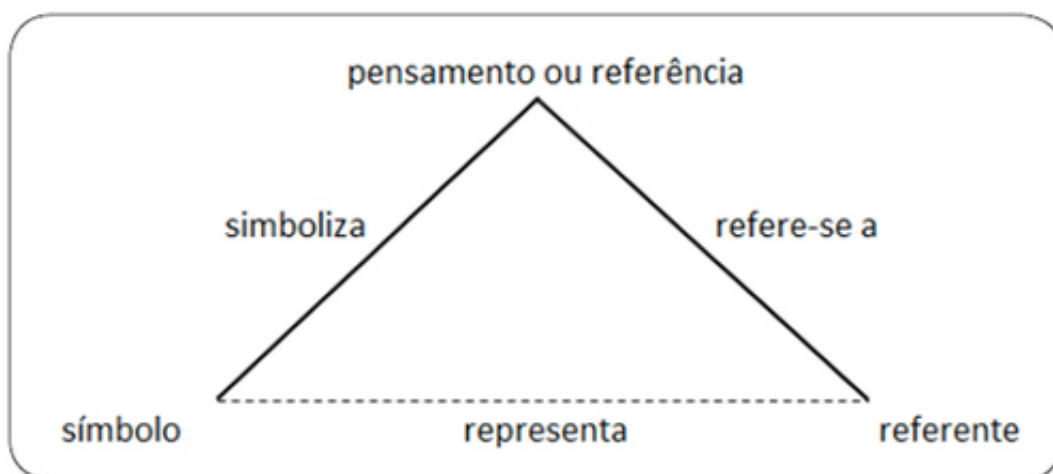 pensamento ou referência
simboliza refere-se a
símbolo representa referente